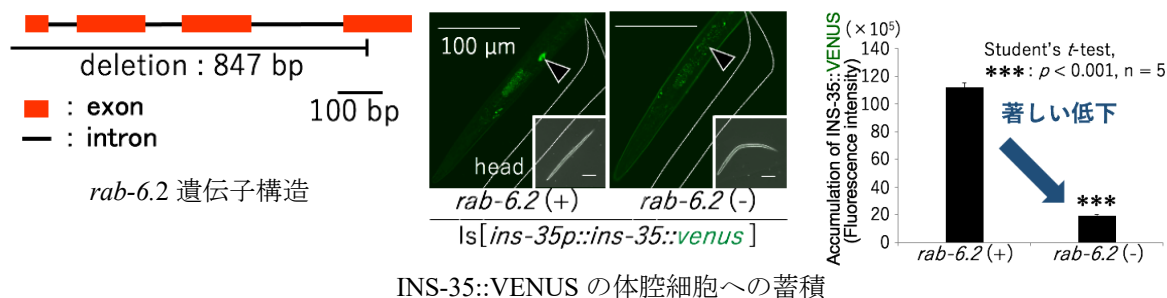 deletion : 847 bp
100 bp
: exon
: intron
rab-6.2 遺伝子構造
100 μm
head
rab-6.2 (+)
rab-6.2 (-)
Is[ins-35p::ins-35::venus]
INS-35::VENUS の体腔細胞への蓄積
Accumulation of INS-35::VENUS
(Fluorescence intensity)
(×10⁵)
140
120
100
80
60
40
20
0
Student's t-test,
***: p < 0.001, n = 5
著しい低下
***
rab-6.2 (+)
rab-6.2 (-)